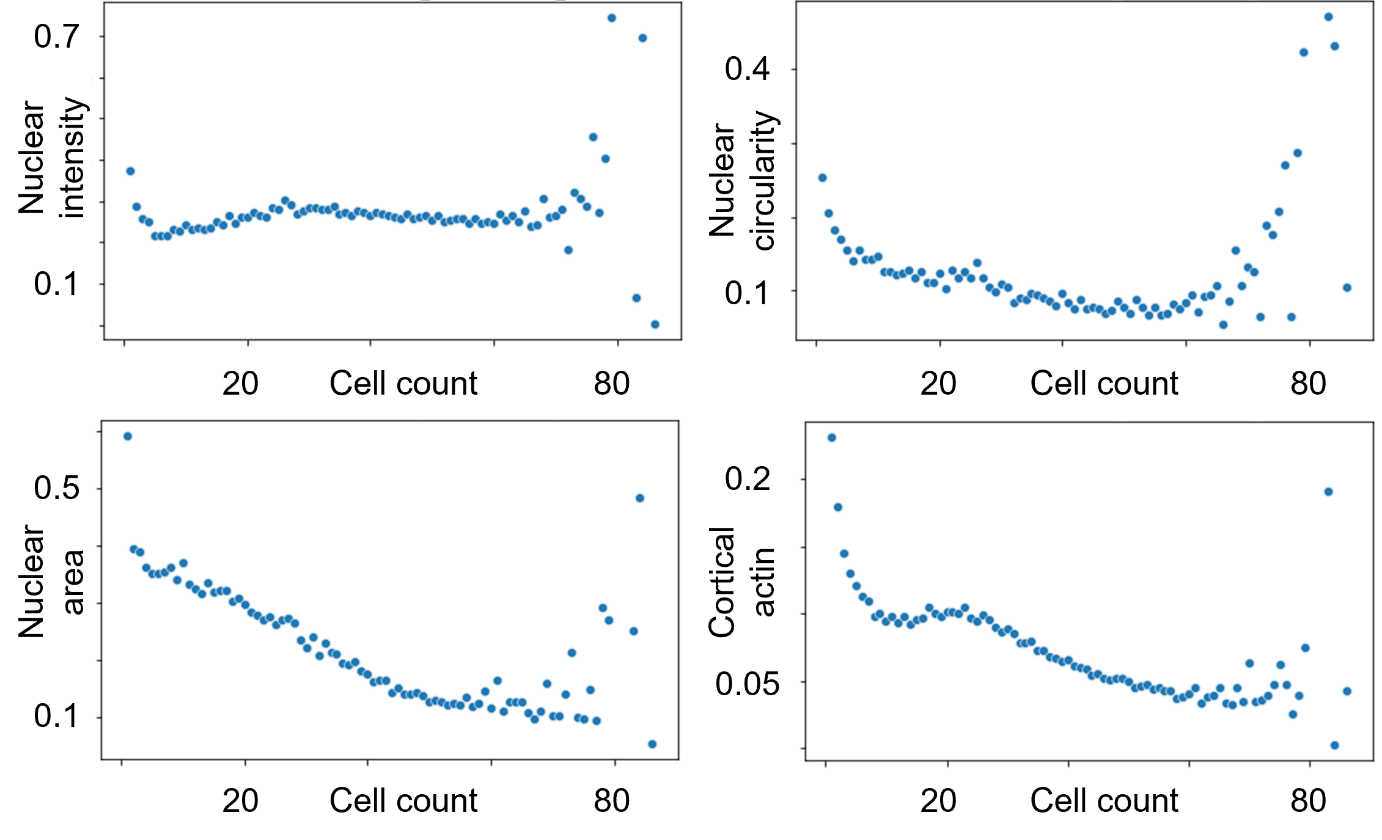 0.7
0.1
Nuclear
intensity
20
Cell count
80
0.4
0.1
Nuclear
circularity
20
Cell count
80
0.5
0.1
Nuclear
area
20
Cell count
80
0.2
0.05
Cortical
actin
20
Cell count
80